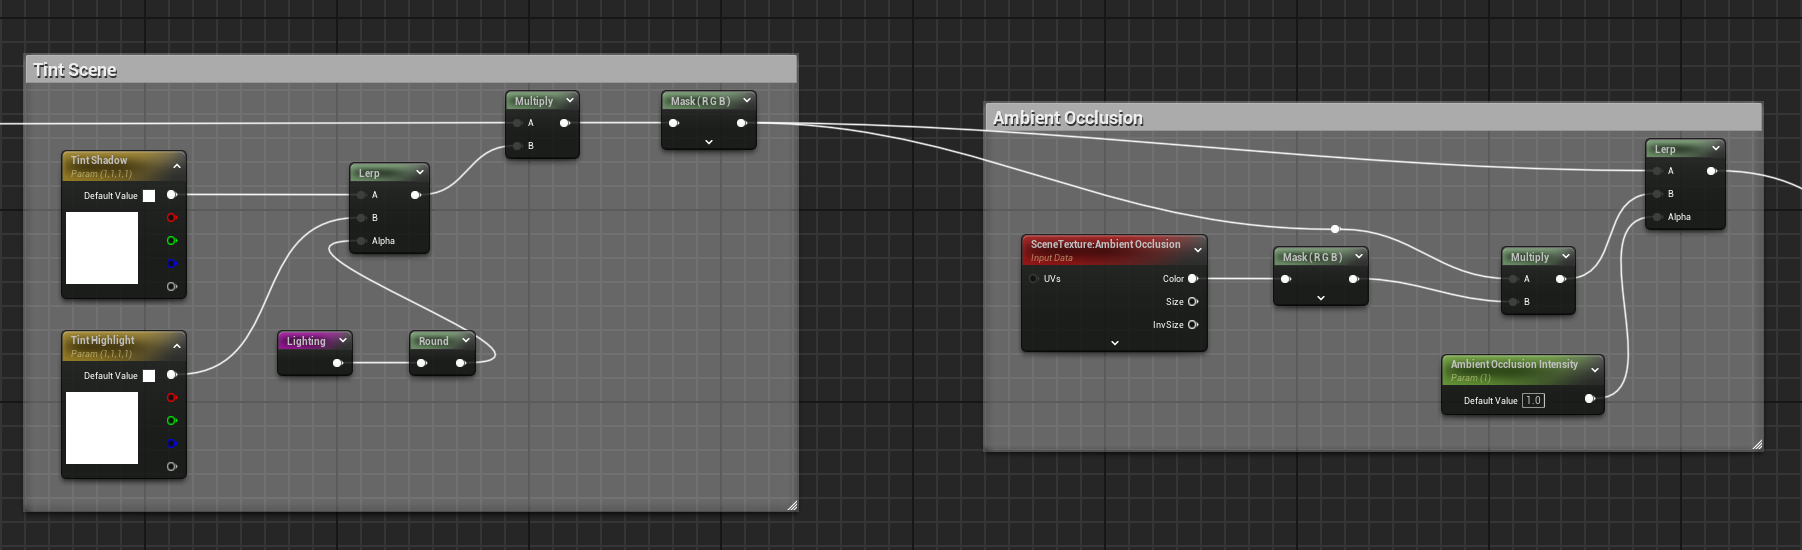 Tint Scene
Tint Shadow
Param (1,1,1,1)
Default Value
Tint Highlight
Param (1,1,1,1)
Default Value
Lighting
Round
Lerp
A
B
Alpha
Multiply
A
B
Mask ( R G B )
Ambient Occlusion
SceneTexture:Ambient Occlusion
Input Data
UVs
Color
Size
InvSize
Mask ( R G B )
Multiply
A
B
Ambient Occlusion Intensity
Param (1)
Default Value 1.0
Lerp
A
B
Alpha